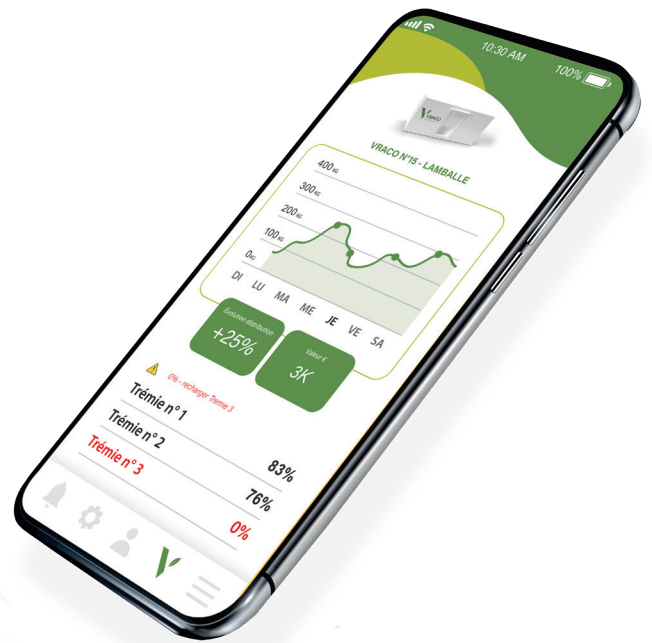 10:30 AM
100%
VRACO
VRACO N°15 - LAMBALLE
400 KG
300 KG
200 KG
100 KG
0 KG
DI LU MA ME JE VE SA
Évolution distribution
+25%
Valeur €
3K
0% - recharger Tremie 3
Trémie n° 1
83%
Trémie n° 2
76%
Trémie n° 3
0%